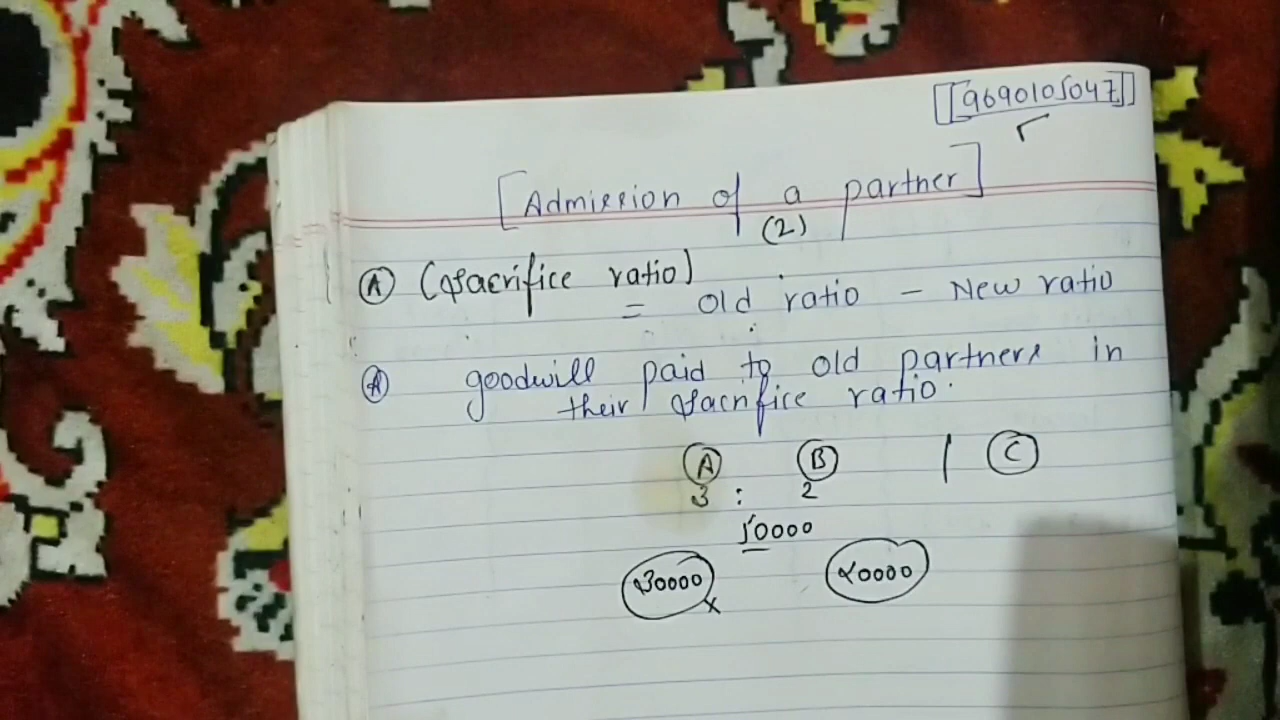 [[9690105047]]
[Admission of a partner]
(2)
(A) (Sacrifice ratio)
= old ratio - New ratio
(A) goodwill paid to old partners in
their sacrifice ratio.
(A) (B) | (C)
3 : 2
50000
30000 20000
x